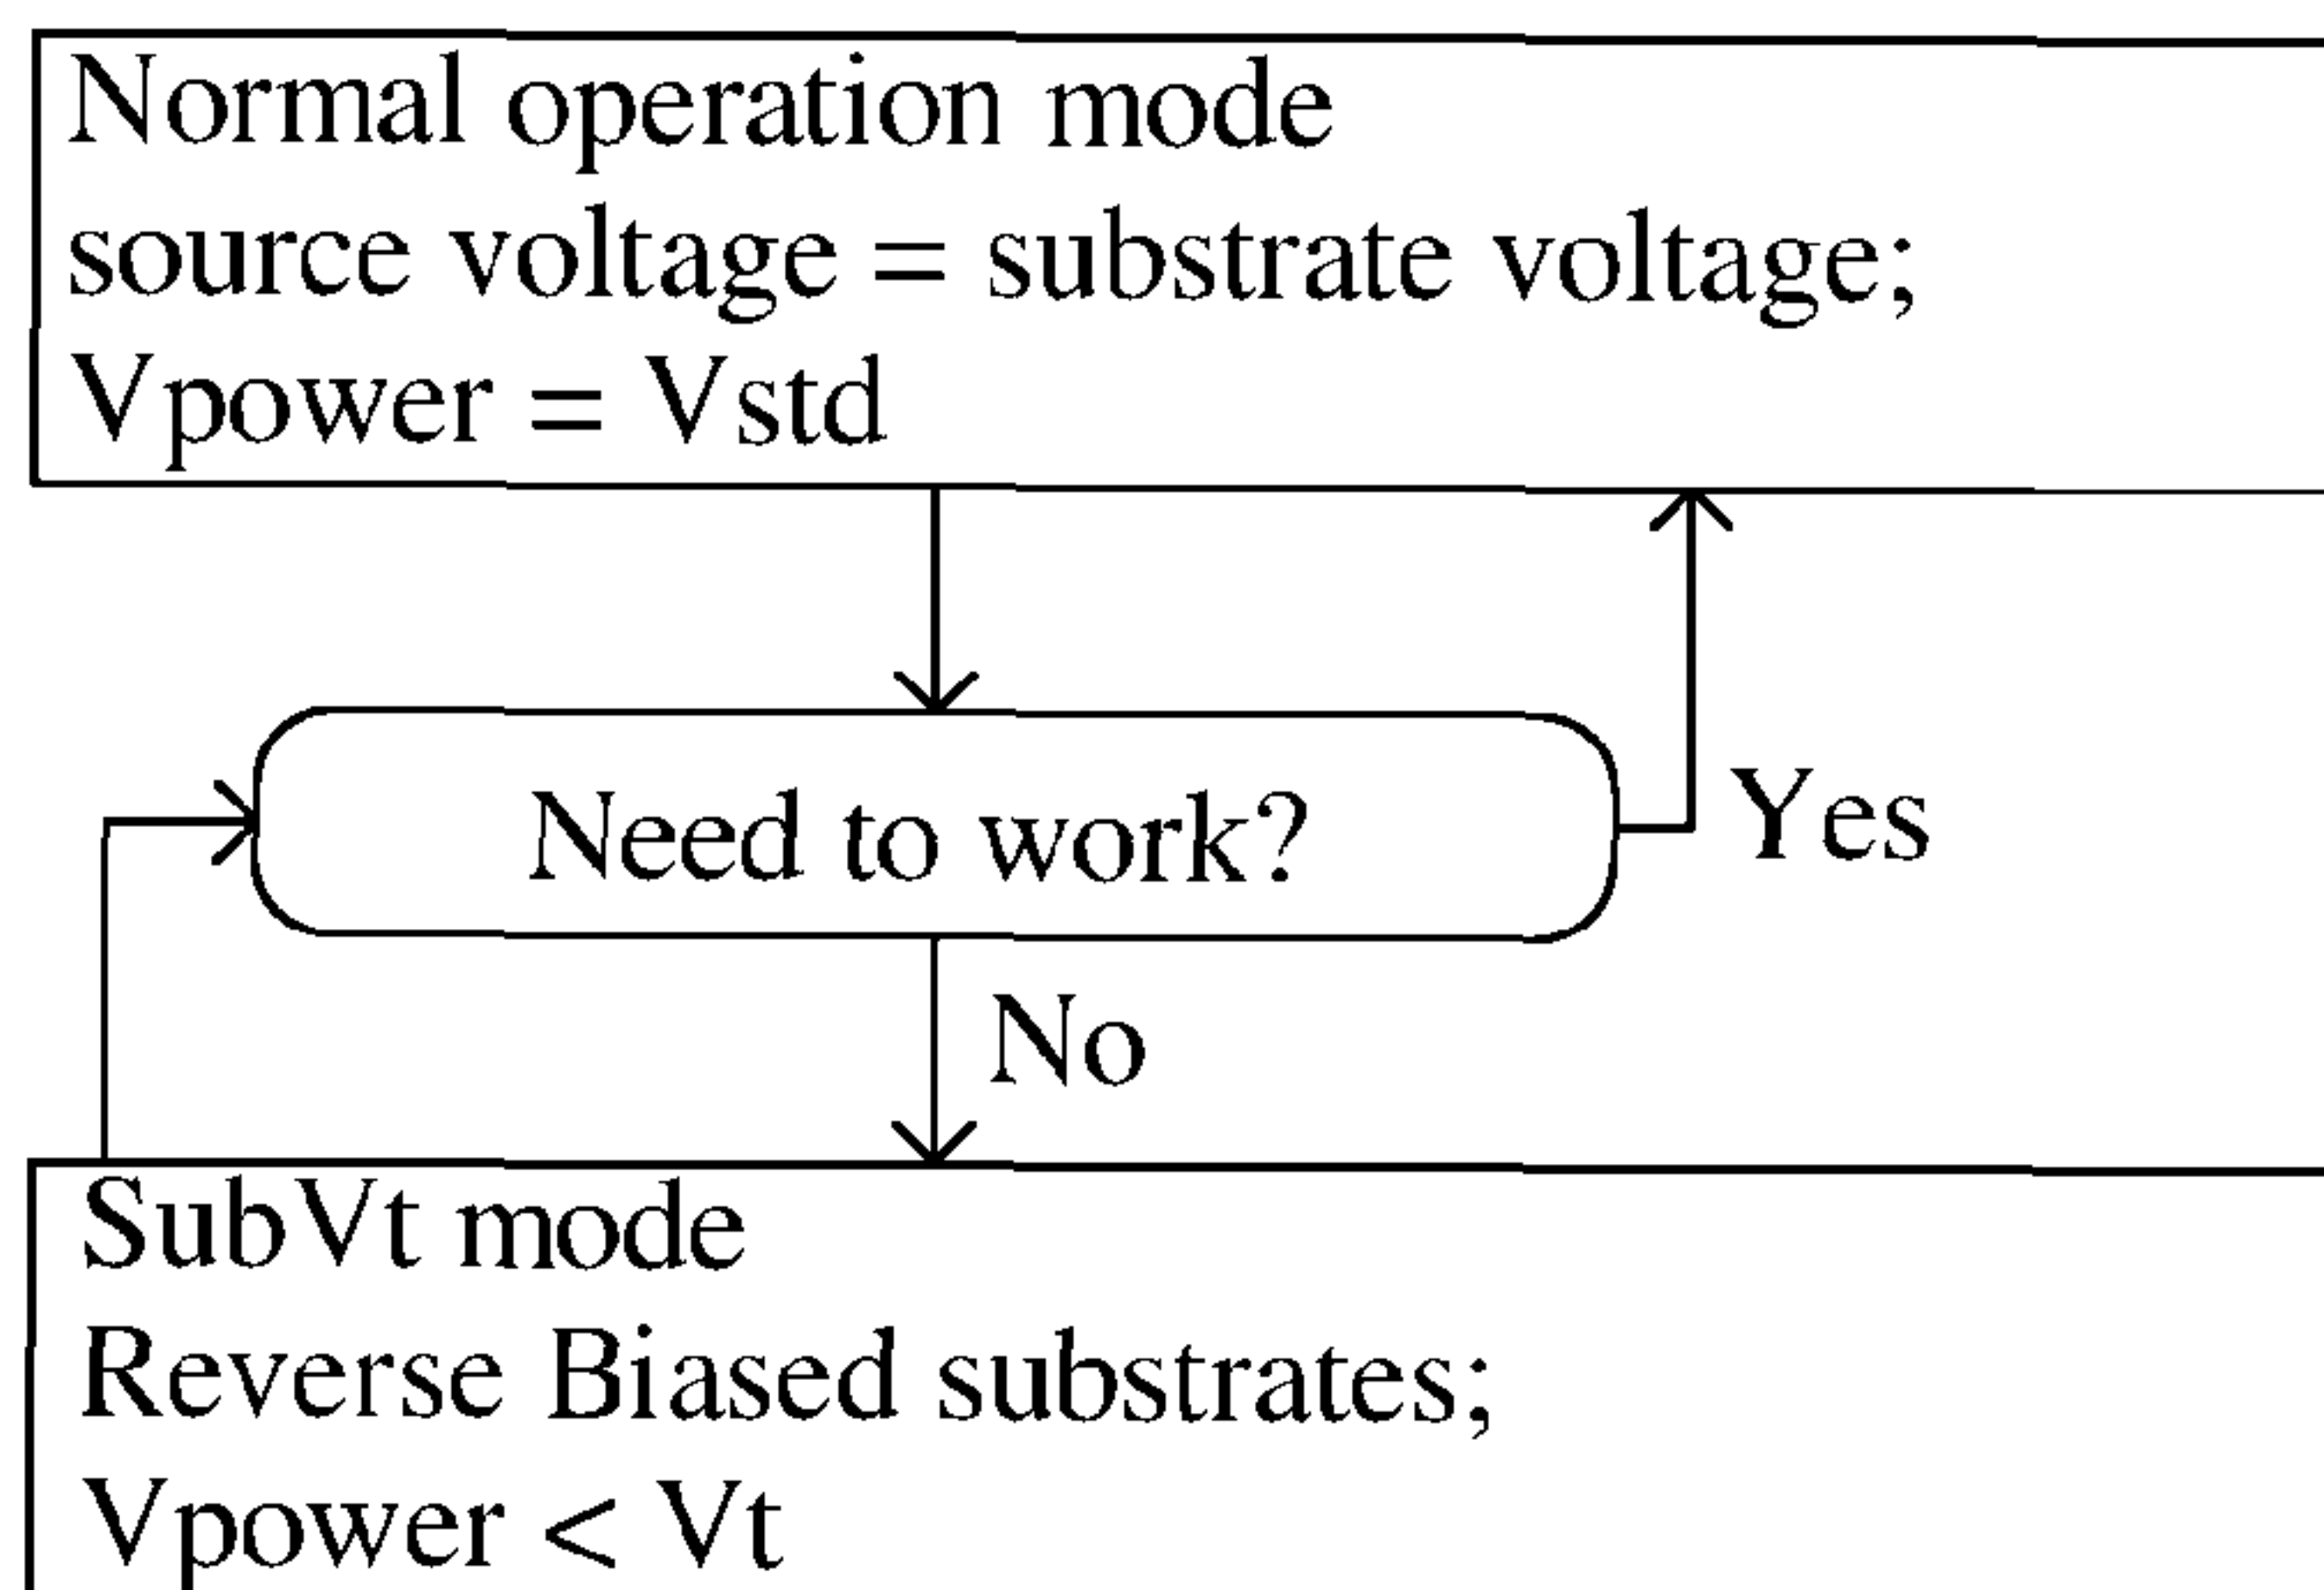 Normal operation mode
source voltage = substrate voltage;
Vpower = Vstd
Need to work?
Yes
No
SubVt mode
Reverse Biased substrates;
Vpower < Vt